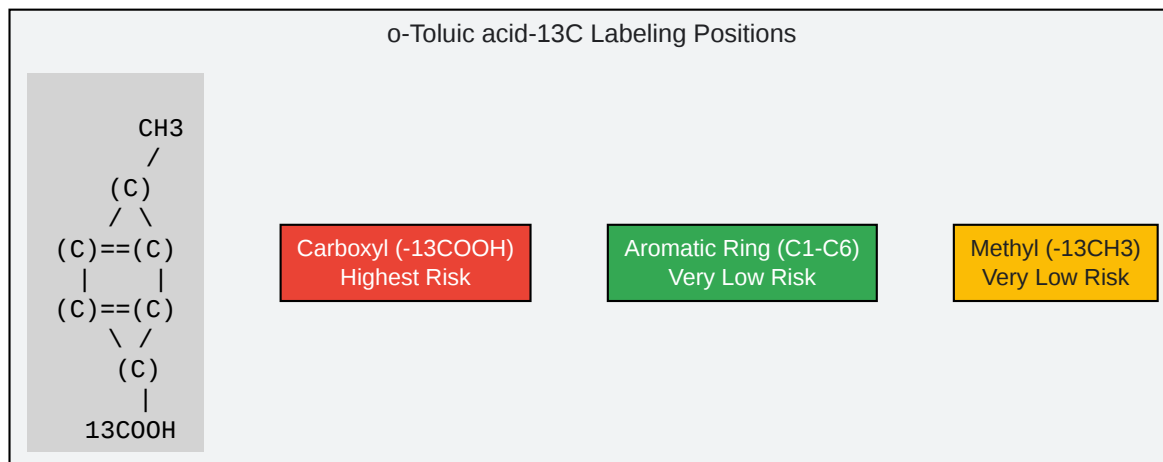 o-Toluic acid-13C Labeling Positions
CH3
/
(C)
/ \
(C)==(C)
|    |
(C)==(C)
\ /
(C)
|
13COOH
Carboxyl (-13COOH)
Highest Risk
Aromatic Ring (C1-C6)
Very Low Risk
Methyl (-13CH3)
Very Low Risk